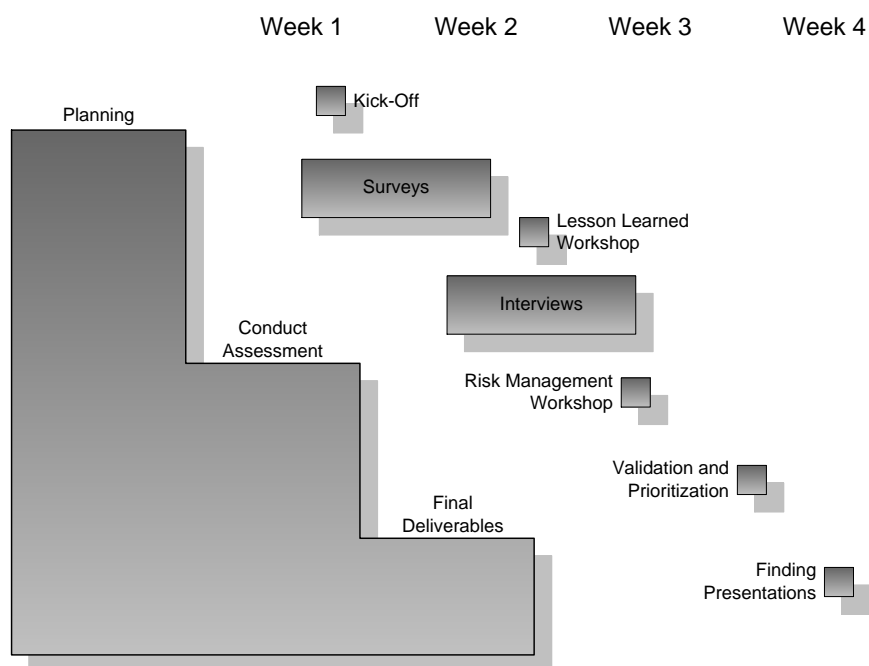 Week 1
Week 2
Week 3
Week 4
Kick-Off
Planning
Surveys
Lesson Learned
Workshop
Interviews
Conduct
Assessment
Risk Management
Workshop
Validation and
Prioritization
Final
Deliverables
Finding
Presentations